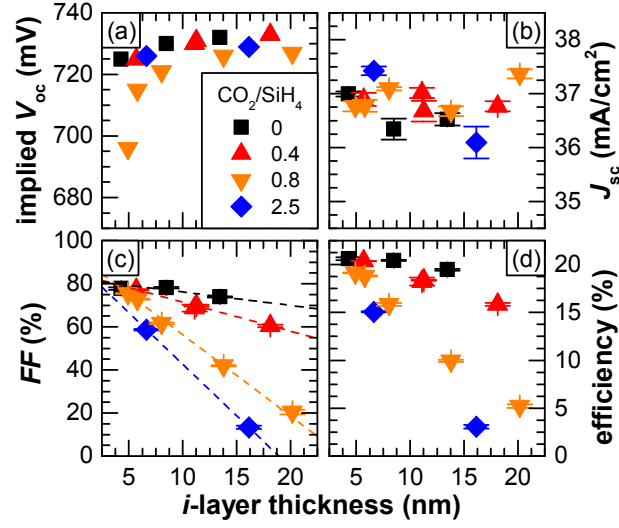 (a)
740
720
700
680
implied Voc (mV)
CO2/SiH4
0
0.4
0.8
2.5
(b)
38
37
36
35
Jsc (mA/cm²)
(c)
100
80
60
40
20
0
FF (%)
5 10 15 20
(d)
20
15
10
5
0
efficiency (%)
5 10 15 20
i-layer thickness (nm)